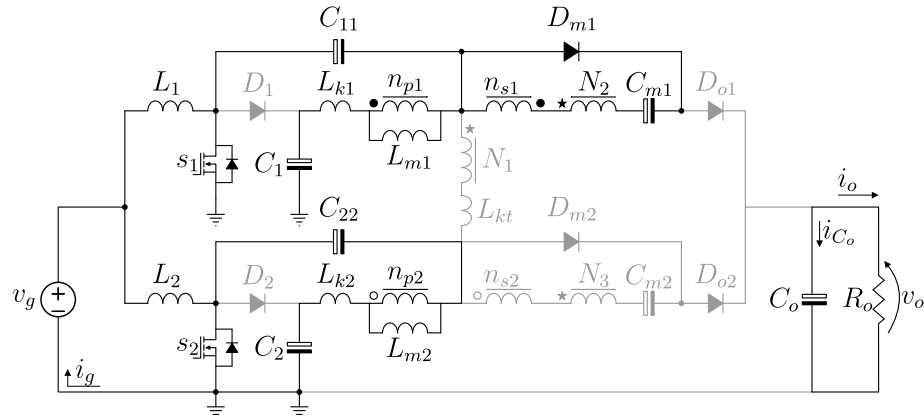 C11 Dm1
L1 D1 Lk1 np1 ns1 N2 Cm1 Do1
s1 C1 Lm1 N1
C22 Lkt Dm2 io
iCo
L2 D2 Lk2 np2 ns2 N3 Cm2 Do2
vg + − Co Ro vo
s2 C2 Lm2
ig